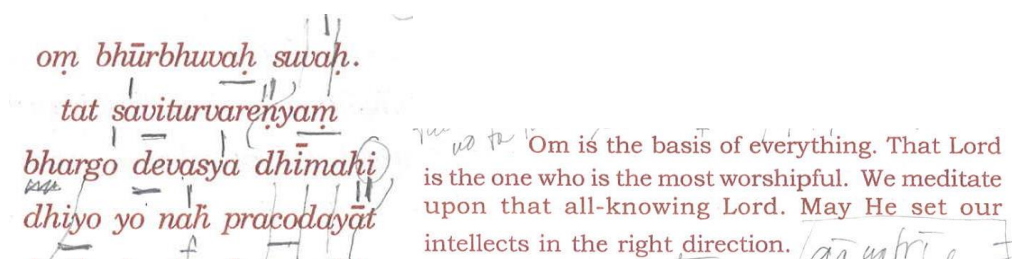 oṃ bhūrbhuvaḥ suvaḥ.
tat saviturvareṇyaṃ
bhargo devasya dhīmahi
dhiyo yo naḥ pracodayāt
Om is the basis of everything. That Lord
is the one who is the most worshipful. We meditate
upon that all-knowing Lord. May He set our
intellects in the right direction.